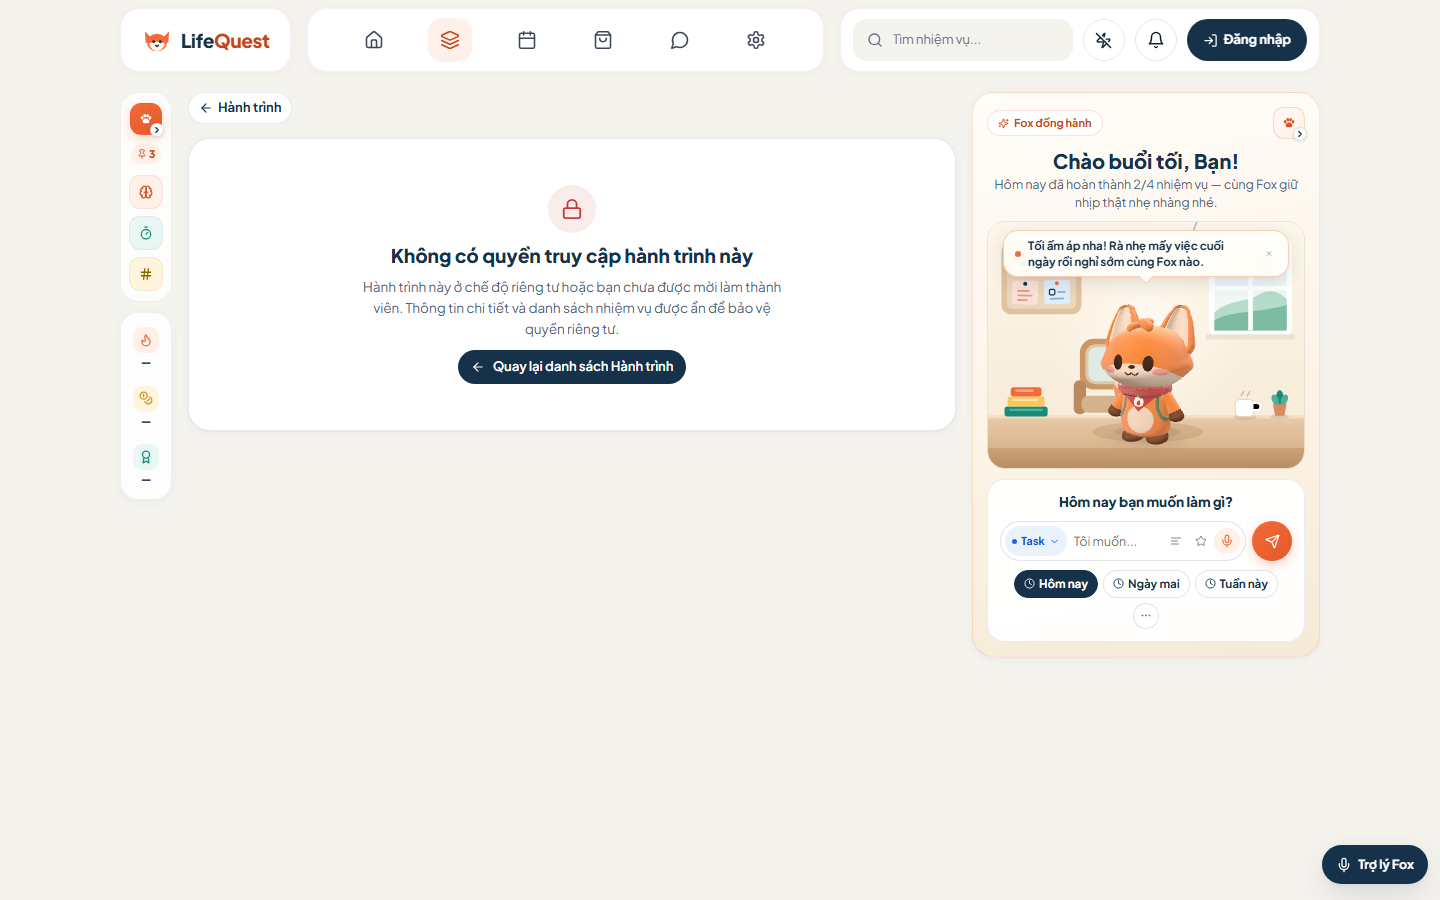 LifeQuest
Tìm nhiệm vụ...
Đăng nhập
3
Hành trình
Không có quyền truy cập hành trình này
Hành trình này ở chế độ riêng tư hoặc bạn chưa được mời làm thành
viên. Thông tin chi tiết và danh sách nhiệm vụ được ẩn để bảo vệ
quyền riêng tư.
Quay lại danh sách Hành trình
Fox đồng hành
Chào buổi tối, Bạn!
Hôm nay đã hoàn thành 2/4 nhiệm vụ — cùng Fox giữ
nhịp thật nhẹ nhàng nhé.
Tối ấm áp nha! Rà nhẹ mấy việc cuối
ngày rồi nghỉ sớm cùng Fox nào.
Hôm nay bạn muốn làm gì?
Task
Tôi muốn...
Hôm nay
Ngày mai
Tuần này
Trợ lý Fox